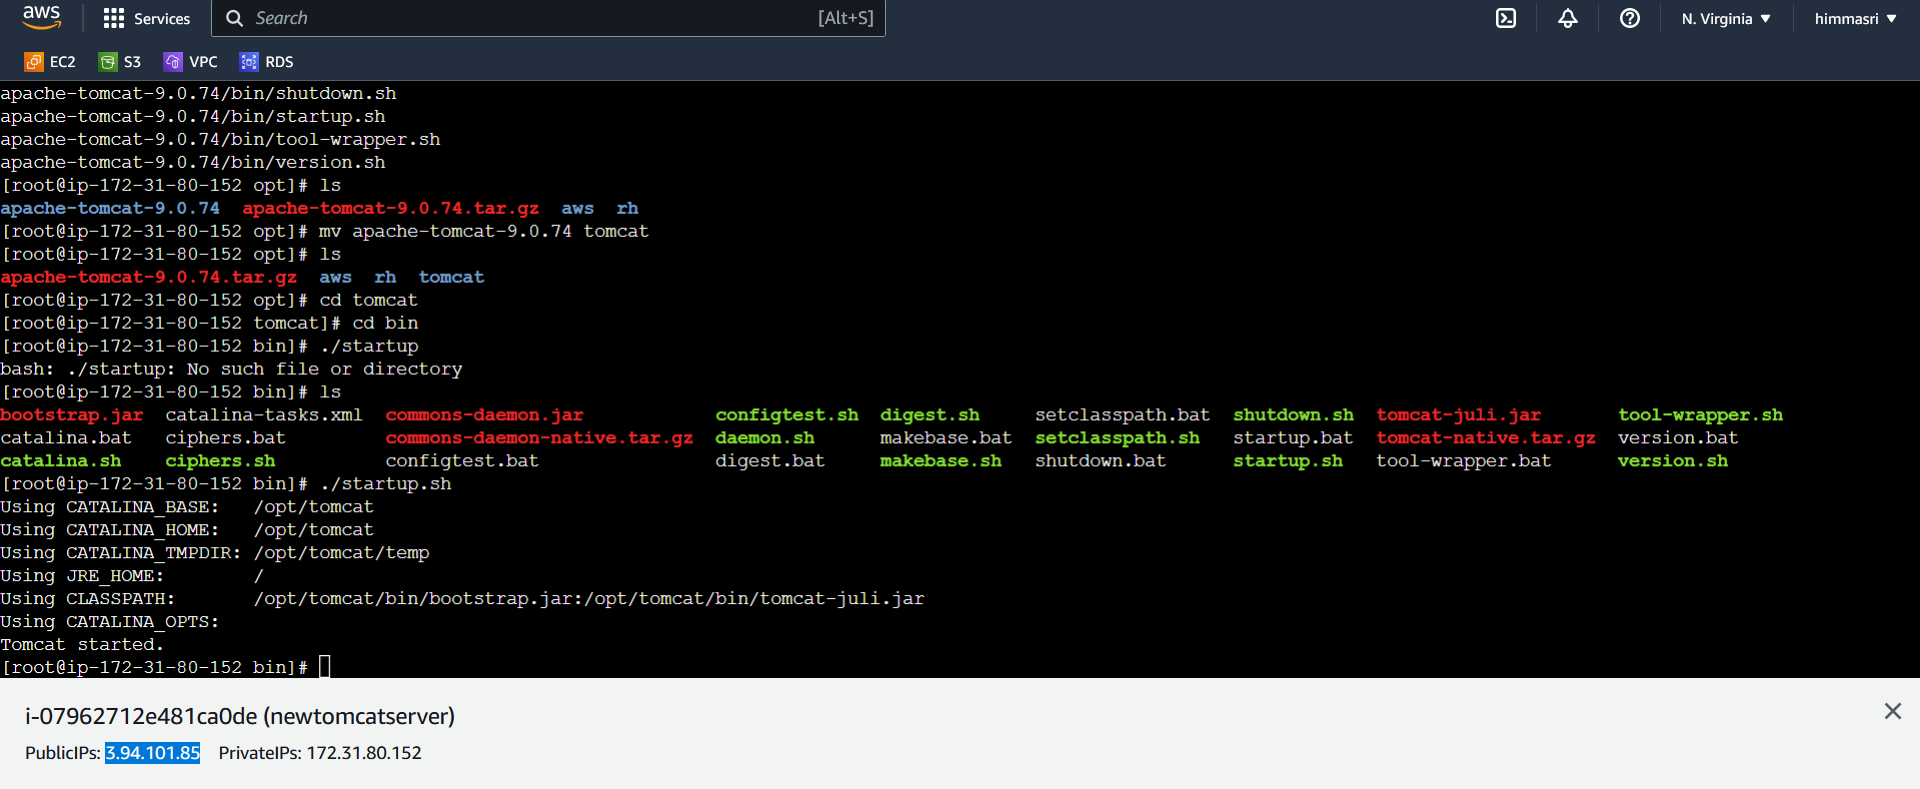 aws Services Search [Alt+S] N. Virginia himmasri
EC2 S3 VPC RDS
apache-tomcat-9.0.74/bin/shutdown.sh
apache-tomcat-9.0.74/bin/startup.sh
apache-tomcat-9.0.74/bin/tool-wrapper.sh
apache-tomcat-9.0.74/bin/version.sh
[root@ip-172-31-80-152 opt]# ls
apache-tomcat-9.0.74  apache-tomcat-9.0.74.tar.gz  aws  rh
[root@ip-172-31-80-152 opt]# mv apache-tomcat-9.0.74 tomcat
[root@ip-172-31-80-152 opt]# ls
apache-tomcat-9.0.74.tar.gz  aws  rh  tomcat
[root@ip-172-31-80-152 opt]# cd tomcat
[root@ip-172-31-80-152 tomcat]# cd bin
[root@ip-172-31-80-152 bin]# ./startup
bash: ./startup: No such file or directory
[root@ip-172-31-80-152 bin]# ls
bootstrap.jar  catalina-tasks.xml  commons-daemon.jar  configtest.sh  digest.sh  setclasspath.bat  shutdown.sh  tomcat-juli.jar  tool-wrapper.sh
catalina.bat  ciphers.bat  commons-daemon-native.tar.gz  daemon.sh  makebase.bat  setclasspath.sh  startup.bat  tomcat-native.tar.gz  version.bat
catalina.sh  ciphers.sh  configtest.bat  digest.bat  makebase.sh  shutdown.bat  startup.sh  tool-wrapper.bat  version.sh
[root@ip-172-31-80-152 bin]# ./startup.sh
Using CATALINA_BASE:   /opt/tomcat
Using CATALINA_HOME:   /opt/tomcat
Using CATALINA_TMPDIR: /opt/tomcat/temp
Using JRE_HOME:        /
Using CLASSPATH:       /opt/tomcat/bin/bootstrap.jar:/opt/tomcat/bin/tomcat-juli.jar
Using CATALINA_OPTS:
Tomcat started.
[root@ip-172-31-80-152 bin]#
i-07962712e481ca0de (newtomcatserver)
PublicIPs: 3.94.101.85  PrivateIPs: 172.31.80.152